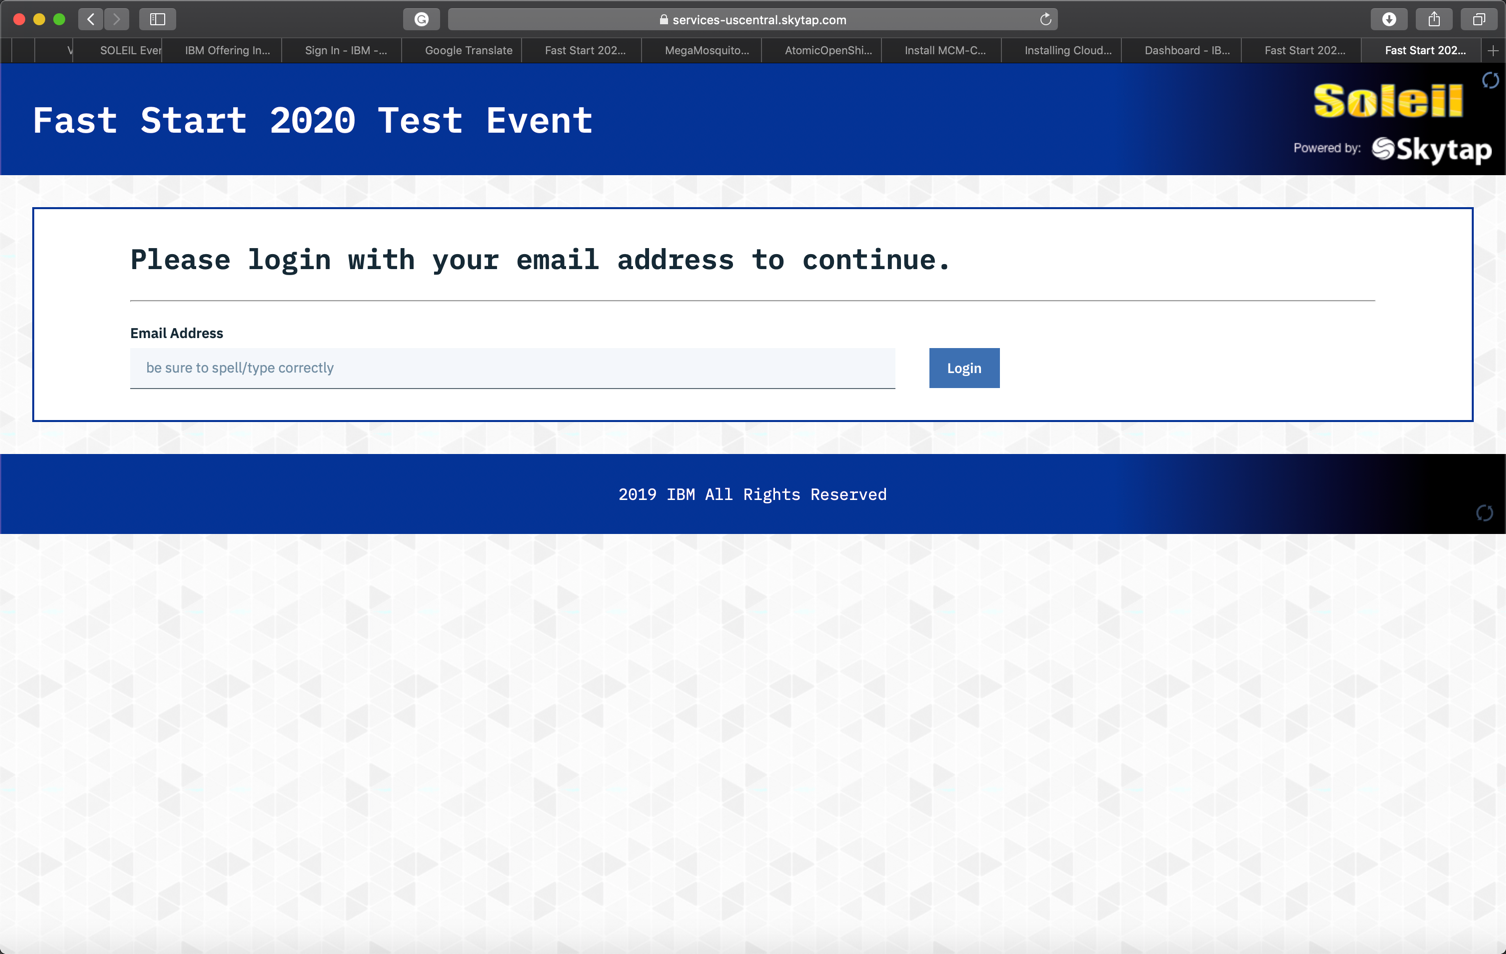 services-uscentral.skytap.com
V
SOLEIL Ever
IBM Offering In...
Sign In - IBM -...
Google Translate
Fast Start 202...
MegaMosquito...
AtomicOpenShi...
Install MCM-C...
Installing Cloud...
Dashboard - IB...
Fast Start 202...
Fast Start 202...
Fast Start 2020 Test Event
Soleil
Powered by: Skytap
Please login with your email address to continue.
Email Address
be sure to spell/type correctly
Login
2019 IBM All Rights Reserved